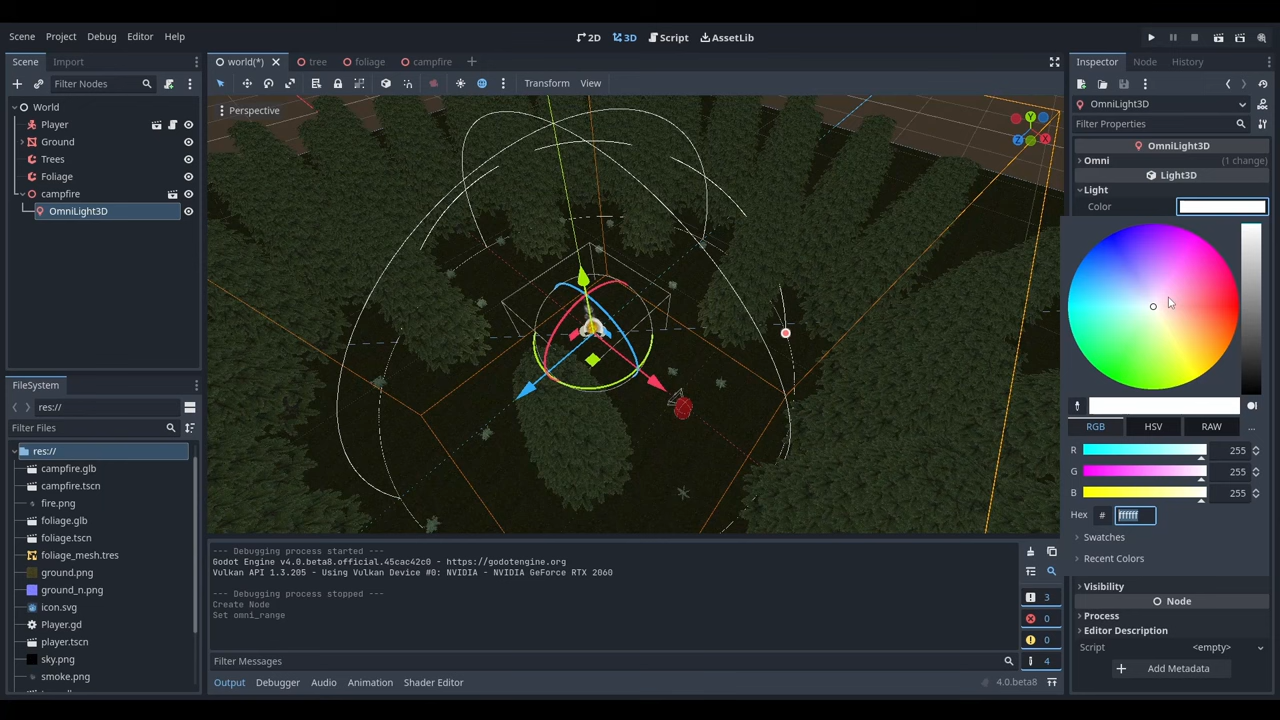 Scene Project Debug Editor Help
2D 3D Script AssetLib
Scene Import
world(*) tree foliage campfire
Inspector Node History
Filter Nodes
Transform View
OmniLight3D
World
Perspective
Filter Properties
Player
Ground
OmniLight3D
Trees
Omni (1 change)
Foliage
Light3D
campfire
Light
OmniLight3D
Color
Y
Z X
FileSystem
res://
Filter Files
RGB HSV RAW ...
res://
R 255
campfire.glb
G 255
campfire.tscn
B 255
fire.png
Hex # ffffff
foliage.glb
foliage.tscn
Swatches
foliage_mesh.tres
Recent Colors
ground.png
ground_n.png
icon.svg
Player.gd
player.tscn
sky.png
smoke.png
--- Debugging process started ---
Godot Engine v4.0.beta8.official.45cac42c0 - https://godotengine.org
Vulkan API 1.3.205 - Using Vulkan Device #0: NVIDIA - NVIDIA GeForce RTX 2060
--- Debugging process stopped ---
Create Node
Set omni_range
3
0
0
4
Filter Messages
Output Debugger Audio Animation Shader Editor
4.0.beta8
Visibility
Node
Process
Editor Description
Script <empty>
Add Metadata